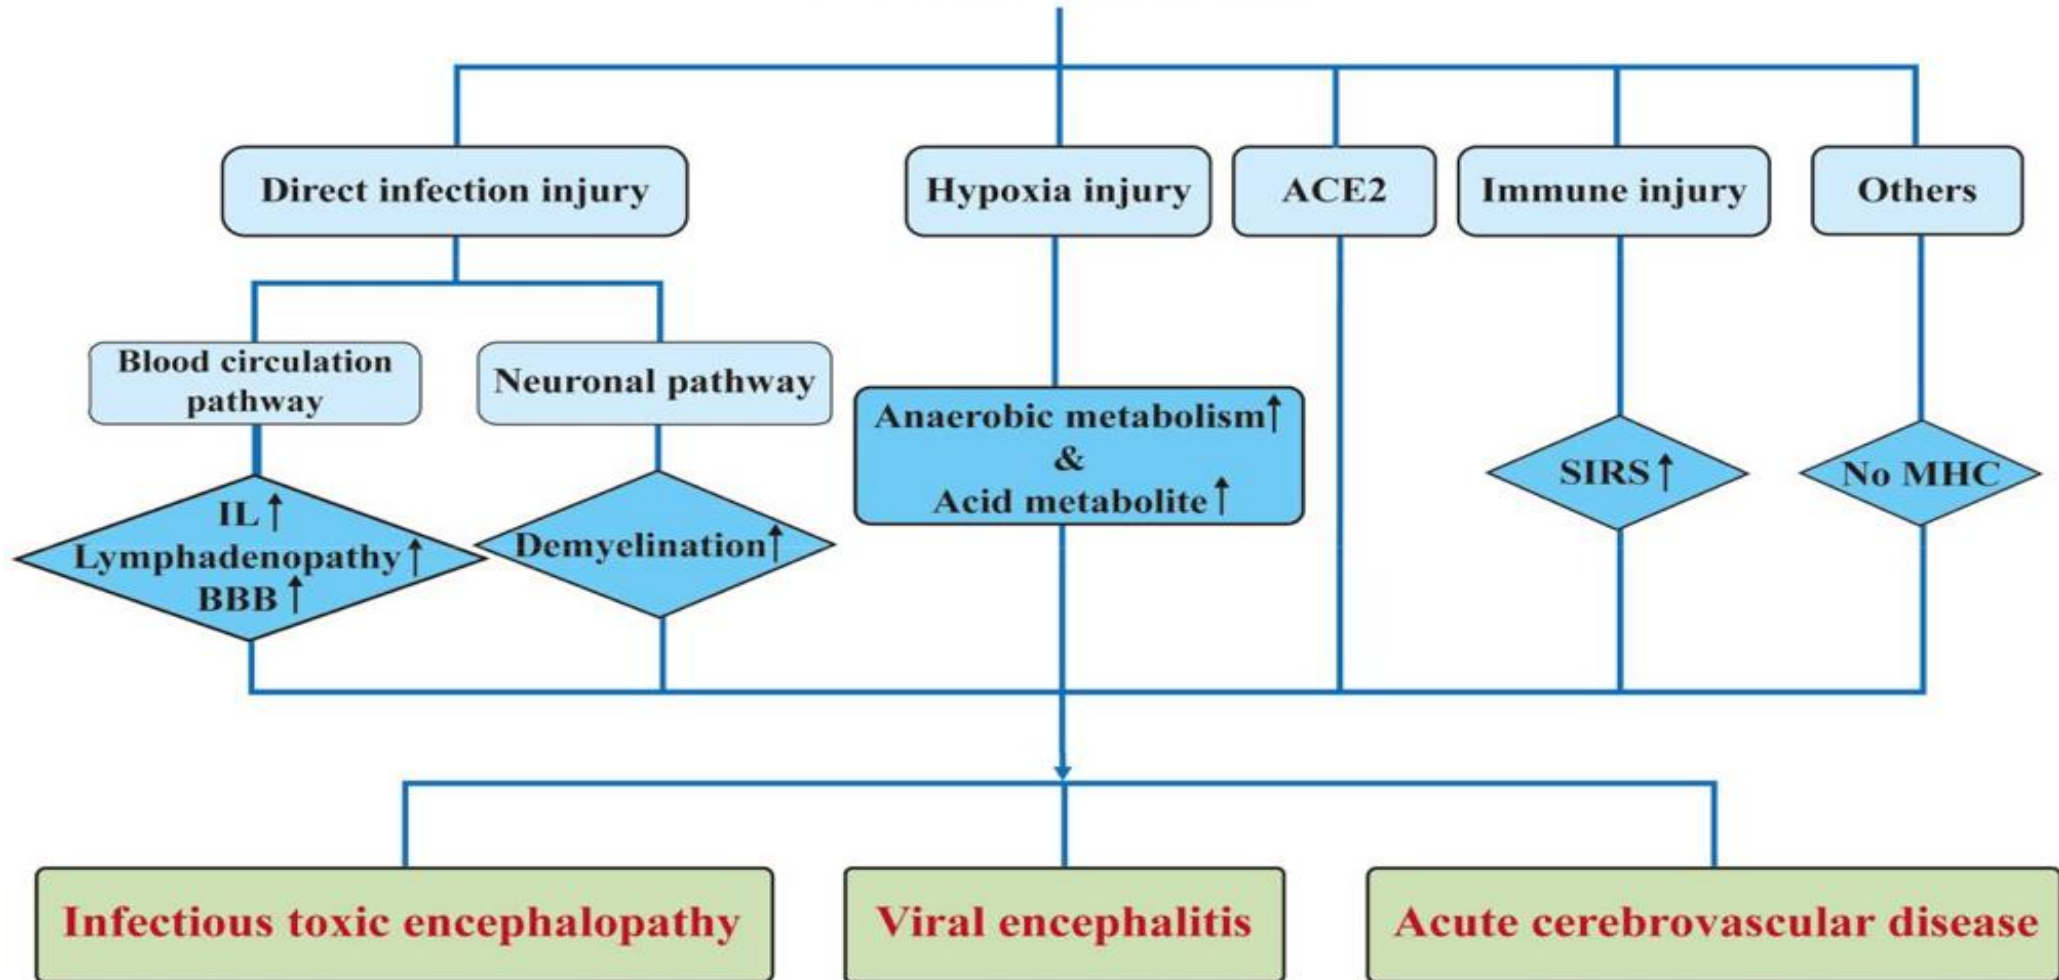 Direct infection injury
Hypoxia injury
ACE2
Immune injury
Others
Blood circulation
pathway
Neuronal pathway
Anaerobic metabolism↑
&
Acid metabolite↑
SIRS↑
No MHC
IL↑
Lymphadenopathy↑
BBB↑
Demyelination↑
Infectious toxic encephalopathy
Viral encephalitis
Acute cerebrovascular disease